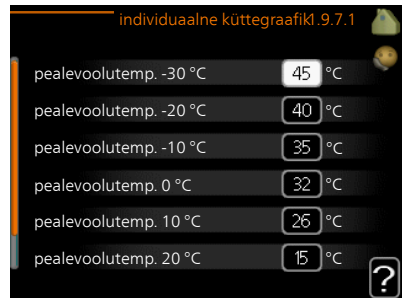 individuaalne küttegraafik1.9.7.1
pealevoolutemp. -30 °C 45 °C
pealevoolutemp. -20 °C 40 °C
pealevoolutemp. -10 °C 35 °C
pealevoolutemp. 0 °C 32 °C
pealevoolutemp. 10 °C 26 °C
pealevoolutemp. 20 °C 15 °C
?